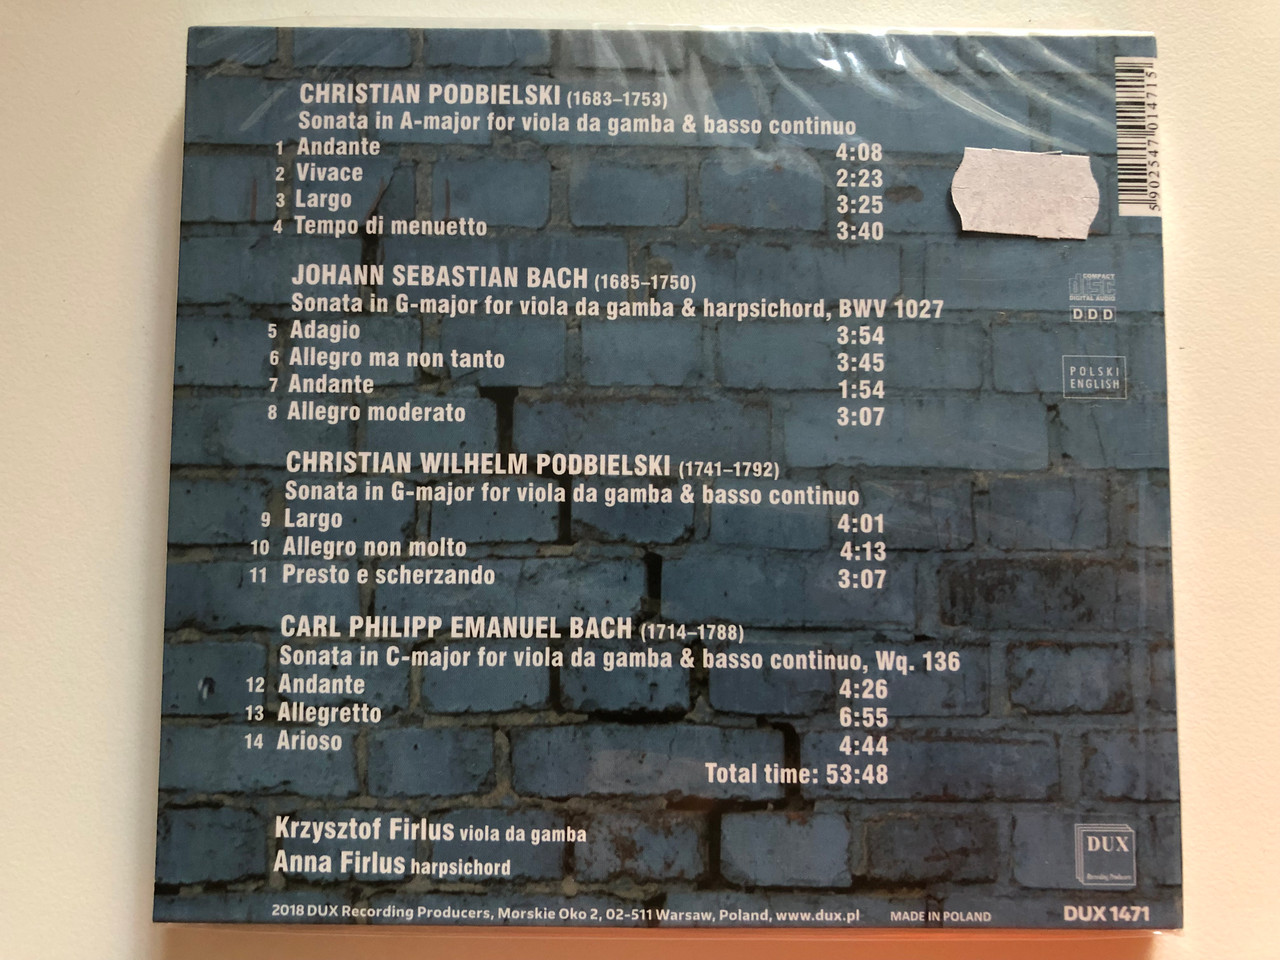 CHRISTIAN PODBIELSKI (1683–1753)
Sonata in A-major for viola da gamba & basso continuo
1 Andante 4:08
2 Vivace 2:23
3 Largo 3:25
4 Tempo di menuetto 3:40
JOHANN SEBASTIAN BACH (1685–1750)
Sonata in G-major for viola da gamba & harpsichord, BWV 1027
5 Adagio 3:54
6 Allegro ma non tanto 3:45
7 Andante 1:54
8 Allegro moderato 3:07
CHRISTIAN WILHELM PODBIELSKI (1741–1792)
Sonata in G-major for viola da gamba & basso continuo
9 Largo 4:01
10 Allegro non molto 4:13
11 Presto e scherzando 3:07
CARL PHILIPP EMANUEL BACH (1714–1788)
Sonata in C-major for viola da gamba & basso continuo, Wq. 136
12 Andante 4:26
13 Allegretto 6:55
14 Arioso 4:44
Total time: 53:48
Krzysztof Firlus viola da gamba
Anna Firlus harpsichord
2018 DUX Recording Producers, Morskie Oko 2, 02-511 Warsaw, Poland, www.dux.pl MADE IN POLAND DUX 1471
5 902547 014715
COMPACT
disc
DIGITAL AUDIO
DDD
POLSKI
ENGLISH
DUX
Recording Producers